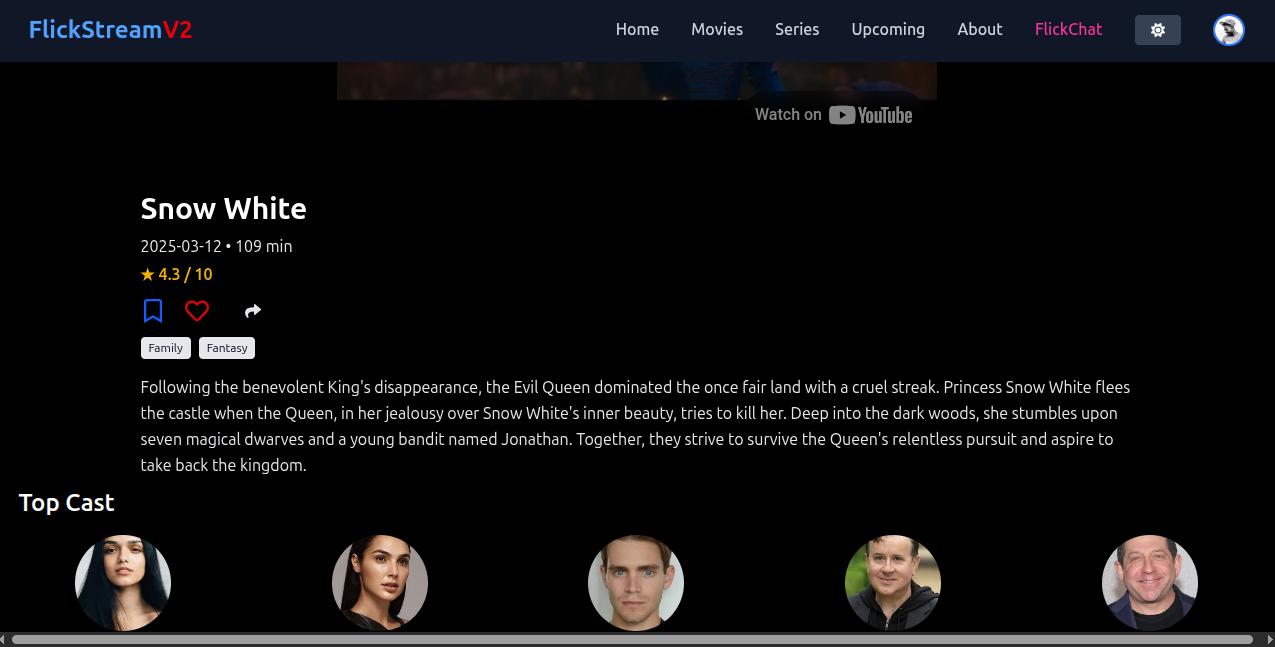 FlickStreamV2
Home Movies Series Upcoming About FlickChat
Watch on YouTube
Snow White
2025-03-12 • 109 min
★ 4.3 / 10
Family Fantasy
Following the benevolent King's disappearance, the Evil Queen dominated the once fair land with a cruel streak. Princess Snow White flees
the castle when the Queen, in her jealousy over Snow White's inner beauty, tries to kill her. Deep into the dark woods, she stumbles upon
seven magical dwarves and a young bandit named Jonathan. Together, they strive to survive the Queen's relentless pursuit and aspire to
take back the kingdom.
Top Cast